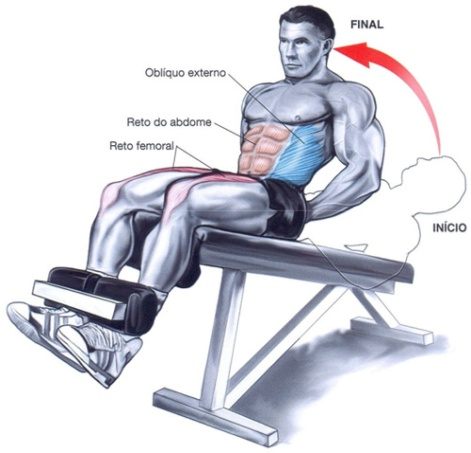 FINAL
Oblíquo externo
Reto do abdome
Reto femoral
INÍCIO